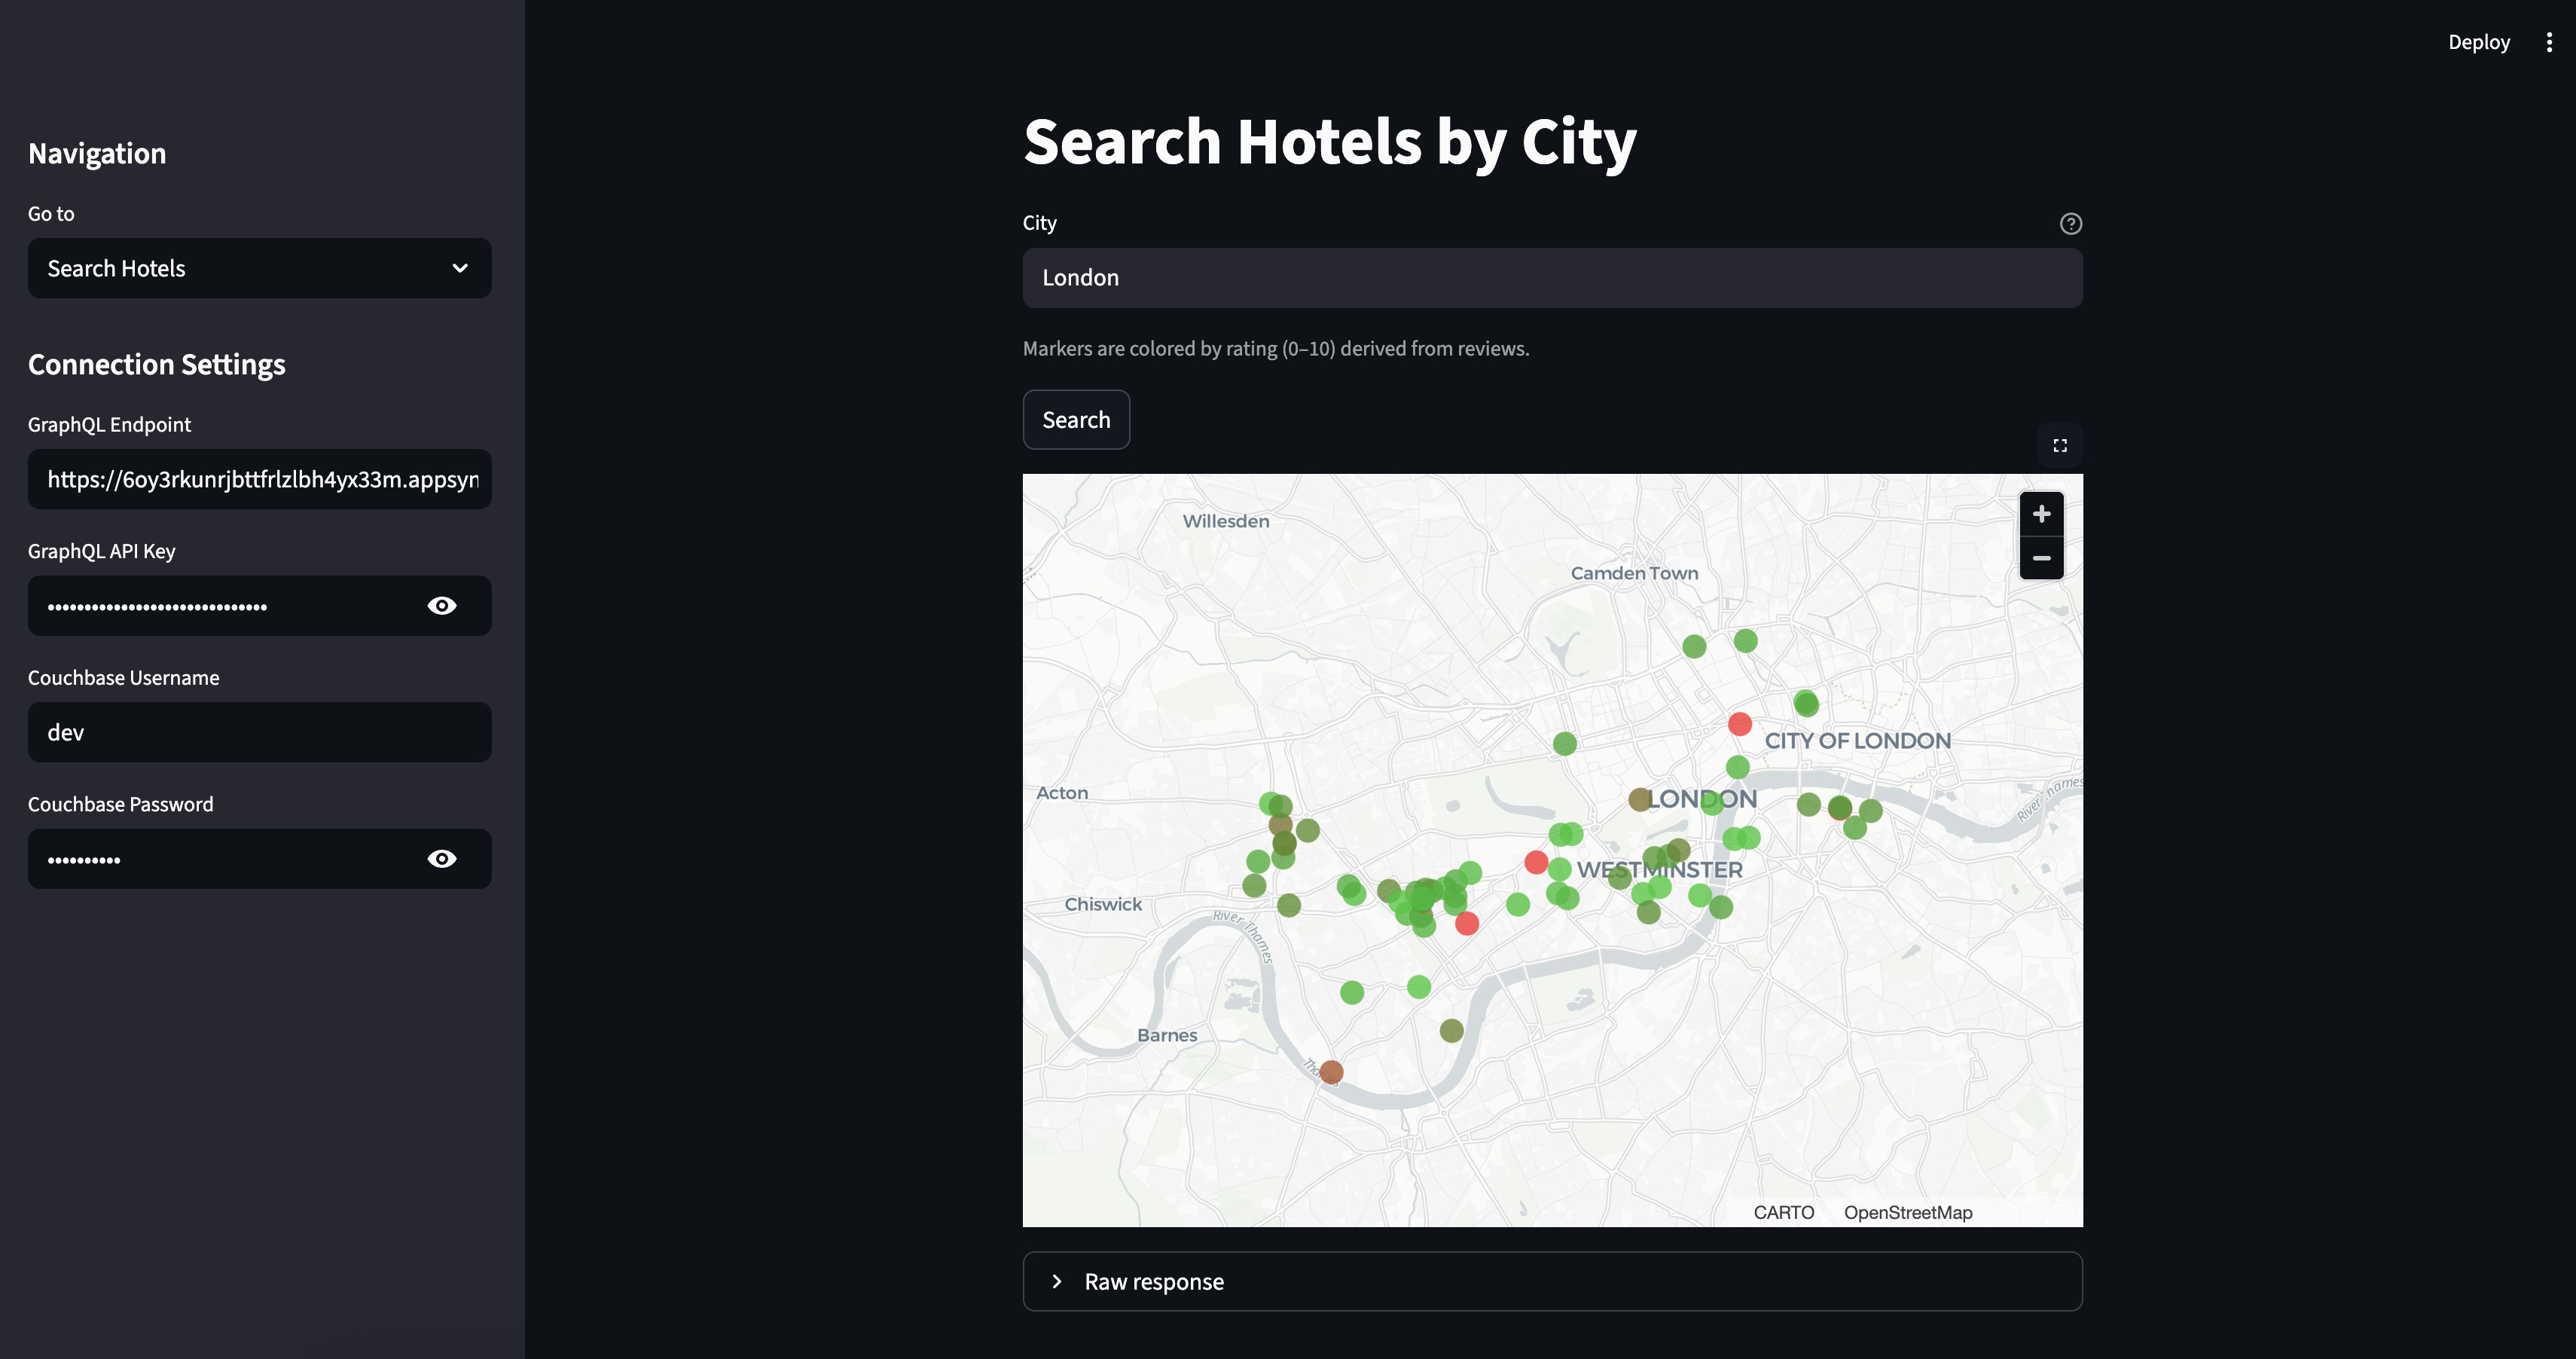 Deploy
Navigation
Go to
Search Hotels
Connection Settings
GraphQL Endpoint
https://6oy3rkunrjbttfrlzlbh4yx33m.appsyn
GraphQL API Key
••••••••••••••••••••••••••••••
Couchbase Username
dev
Couchbase Password
••••••••••
Search Hotels by City
City
London
Markers are colored by rating (0–10) derived from reviews.
Search
Willesden
Camden Town
CITY OF LONDON
Acton
LONDON
River Thames
WESTMINSTER
Chiswick
River Thames
Barnes
CARTO
OpenStreetMap
Raw response